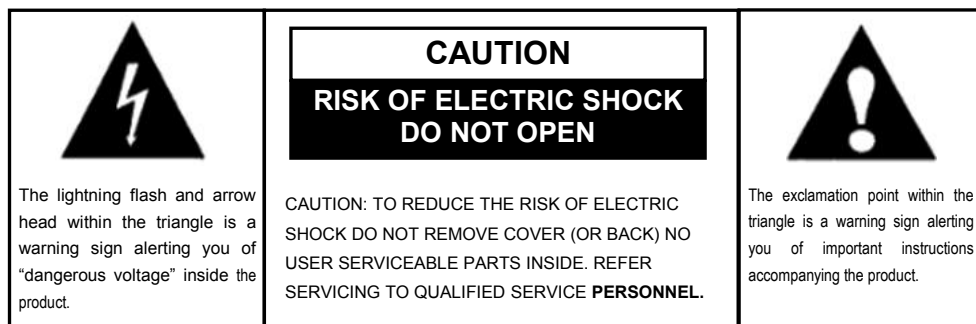 The lightning flash and arrow
head within the triangle is a
warning sign alerting you of
“dangerous voltage” inside the
product.
CAUTION
RISK OF ELECTRIC SHOCK
DO NOT OPEN
CAUTION: TO REDUCE THE RISK OF ELECTRIC
SHOCK DO NOT REMOVE COVER (OR BACK) NO
USER SERVICEABLE PARTS INSIDE. REFER
SERVICING TO QUALIFIED SERVICE PERSONNEL.
The exclamation point within the
triangle is a warning sign alerting
you of important instructions
accompanying the product.